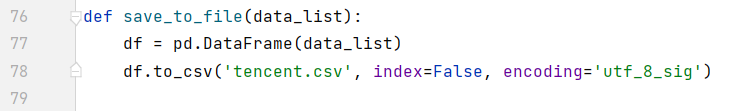 76 def save_to_file(data_list):
77     df = pd.DataFrame(data_list)
78     df.to_csv('tencent.csv', index=False, encoding='utf_8_sig')
79